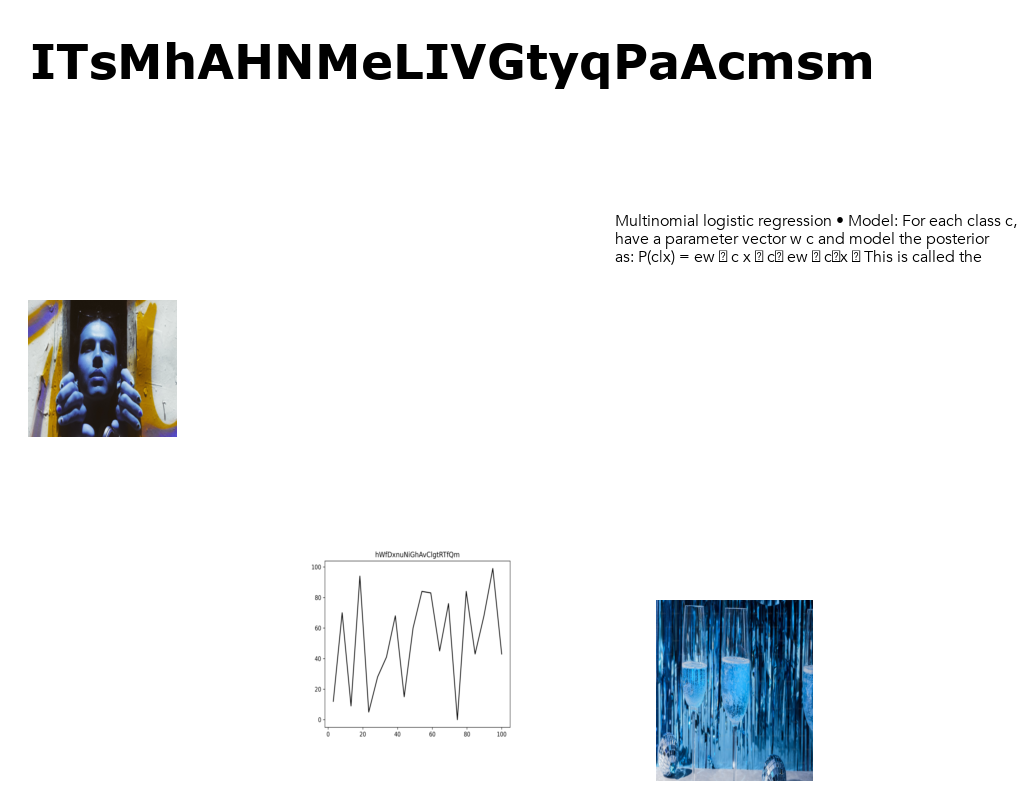 ITsMhAHNMeLIVGtyqPaAcmsm
Multinomial logistic regression • Model: For each class c,
have a parameter vector w c and model the posterior
as: P(c|x) = ew � c x � c� ew � c�x � This is called the
hWfDxnuNiGhAvCIgtRTfQm
100
80
60
40
20
0
0 20 40 60 80 100